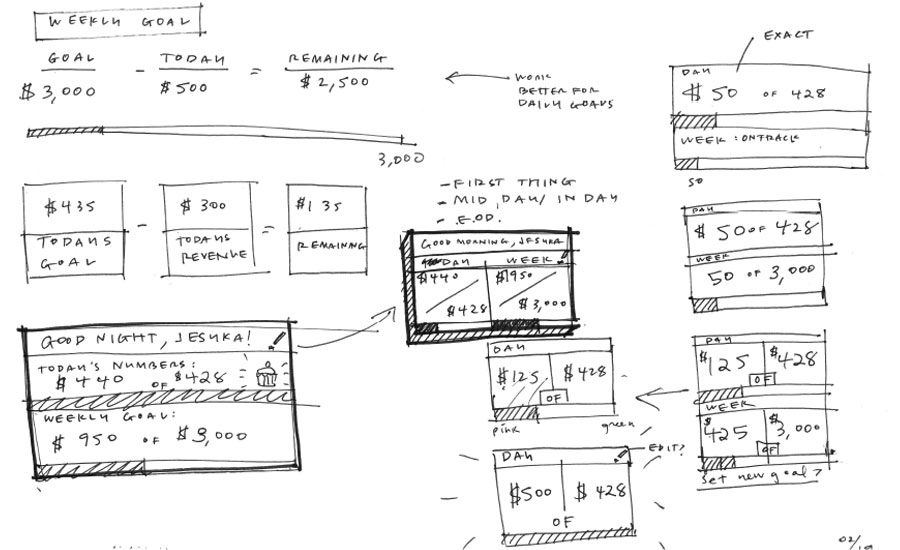 WEEKLY GOAL
GOAL - TODAY = REMAINING
$3,000 $500 $2,500
3,000
WORK
BETTER FOR
DAILY GOALS
EXACT
DAY
$50 OF 428
WEEK: ONTRACK
50
$435
TODAYS
GOAL
-
$300
TODAYS
REVENUE
=
$135
REMAINING
- FIRST THING
- MID DAY / IN DAY
- E.O.D.
GOOD MORNING, JESHKA
DAY WEEK
$440 $950
$428 $3,000
DAY
$50 OF 428
WEEK
50 OF 3,000
GOOD NIGHT, JESHKA!
TODAY'S NUMBERS:
$440 OF $428
WEEKLY GOAL:
$950 OF $3,000
DAY
$125 $428
OF
pink green
DAY
$125 $428
OF
WEEK
$425 $3,000
OF
Set new goal?
DAY
EDIT?
$500 $428
OF